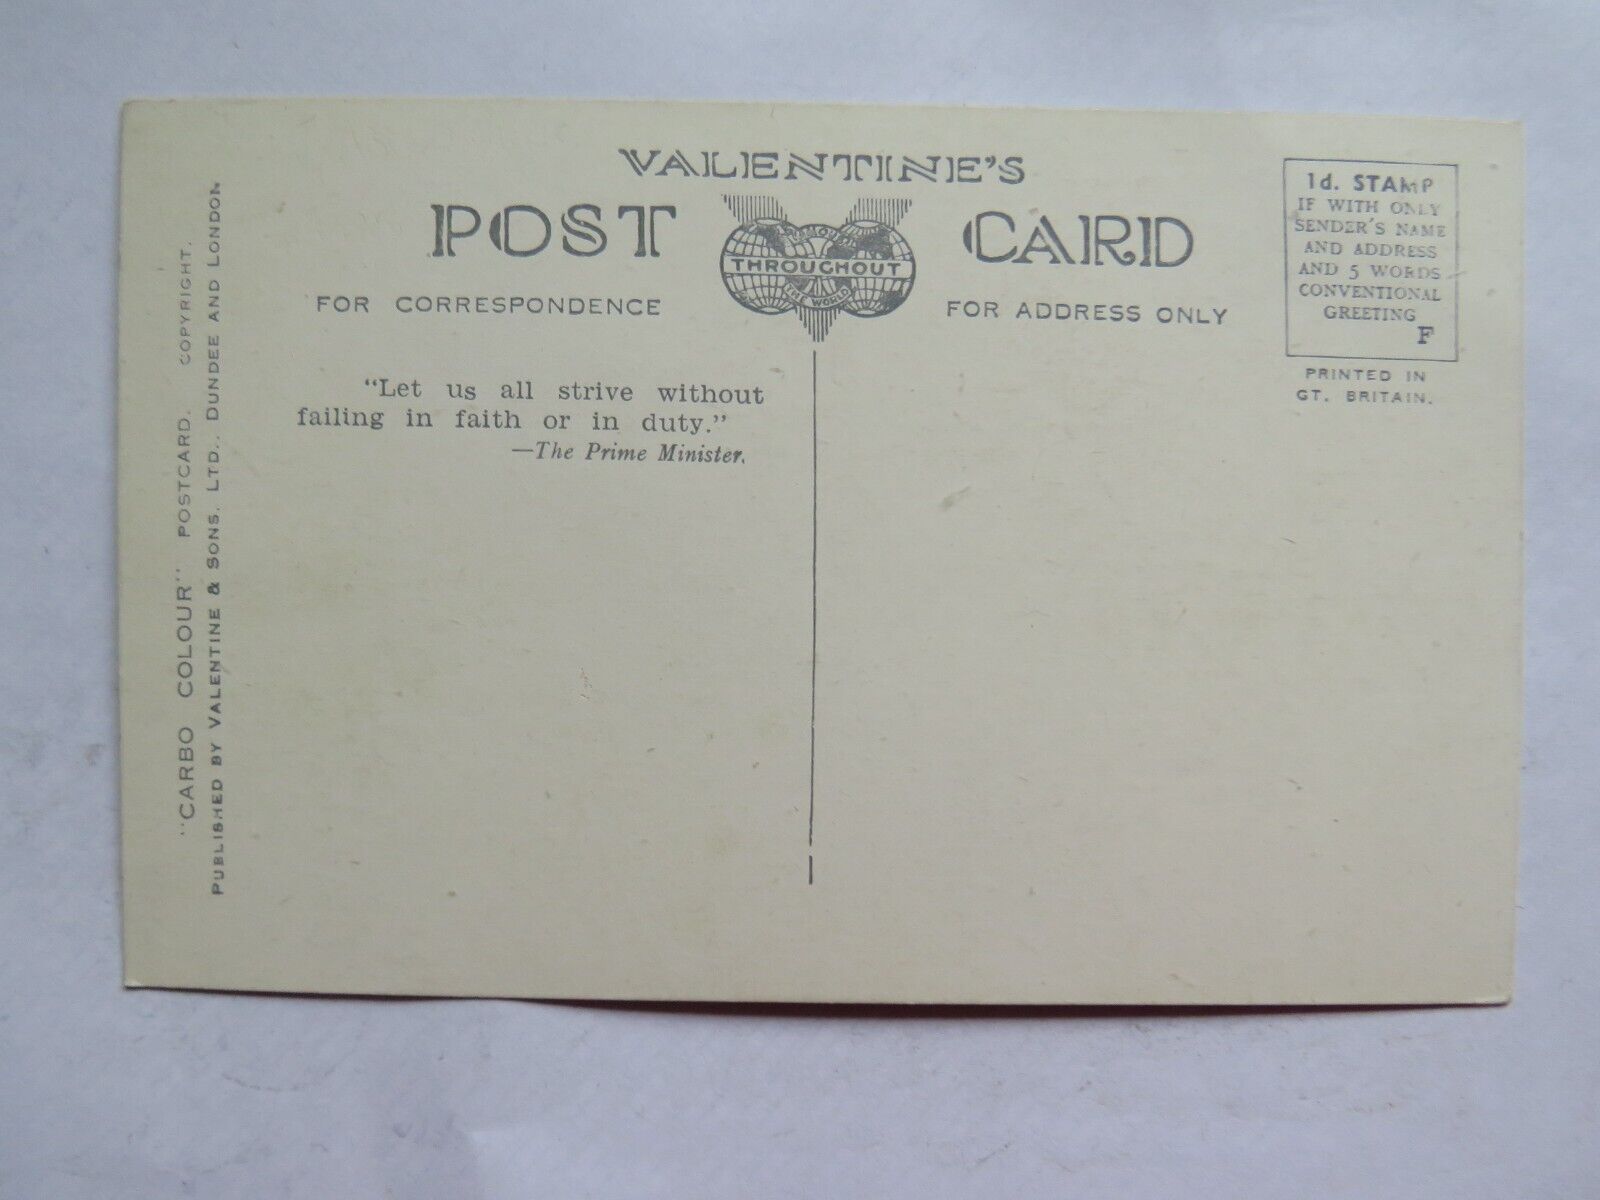 VALENTINE'S
POST CARD
FAMOUS
THROUGHOUT
THE WORLD
FOR CORRESPONDENCE
FOR ADDRESS ONLY
1d. STAMP
IF WITH ONLY
SENDER'S NAME
AND ADDRESS
AND 5 WORDS
CONVENTIONAL
GREETING
F
PRINTED IN
GT. BRITAIN.
"Let us all strive without
failing in faith or in duty."
—The Prime Minister.
"CARBO COLOUR" POSTCARD. COPYRIGHT.
PUBLISHED BY VALENTINE & SONS. LTD., DUNDEE AND LONDON.